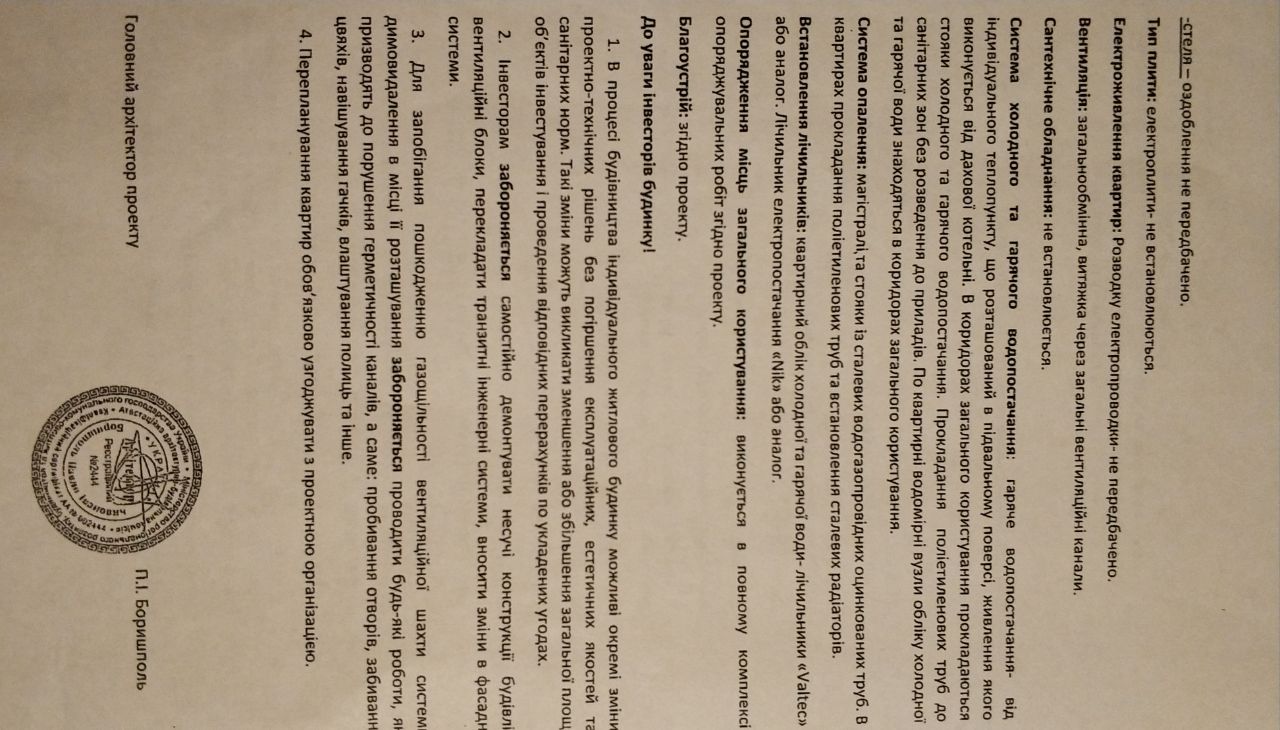 -стеля – оздоблення не передбачено.
Тип плити: електроплити- не встановлюються.
Електроживлення квартир: Розводку електропроводки- не передбачено.
Вентиляція: загальнообмінна, витяжка через загальні вентиляційні канали.
Сантехнічне обладнання: не встановлюється.
Система холодного та гарячого водопостачання: гаряче водопостачання- від
індивідуального теплопункту, що розташований в підвальному поверсі, живлення якого
виконується від дахової котельні. В коридорах загального користування прокладаються
стояки холодного та гарячого водопостачання. Прокладання поліетиленових труб до
санітарних зон без розведення до приладів. По квартирні водомірні вузли обліку холодної
та гарячої води знаходяться в коридорах загального користування.
Система опалення: магістралі,та стояки із сталевих водогазопровідних оцинкованих труб. В
квартирах прокладання поліетиленових труб та встановлення сталевих радіаторів.
Встановлення лічильників: квартирний облік холодної та гарячої води- лічильники «Valtec»
або аналог. Лічильник електропостачання «Nik» або аналог.
Опорядження місць загального користування: виконується в повному комплексі
опоряджувальних робіт згідно проекту.
Благоустрій: згідно проекту.
До уваги інвесторів будинку!
1. В процесі будівництва індивідуального житлового будинку можливі окремі зміни
проектно-технічних рішень без погіршення експлуатаційних, естетичних якостей та
санітарних норм. Такі зміни можуть викликати зменшення або збільшення загальної площ
об'єктів інвестування і проведення відповідних перерахунків по укладених угодах.
2. Інвесторам забороняється самостійно демонтувати несучі конструкції будівлі
вентиляційні блоки, перекладати транзитні інженерні системи, вносити зміни в фасадн
системи.
3. Для запобігання пошкодженню газощільності вентиляційної шахти систем
димовидалення в місці її розташування забороняється проводити будь-які роботи, як
призводять до порушення герметичності каналів, а саме: пробивання отворів, забиванн
цвяхів, навішування гачків, влаштування полиць та інше.
4. Перепланування квартир обов'язково узгоджувати з проектною організацією.
Головний архітектор проекту
Архітектор
Реєстраційний
№2444
П.І. Боришполь